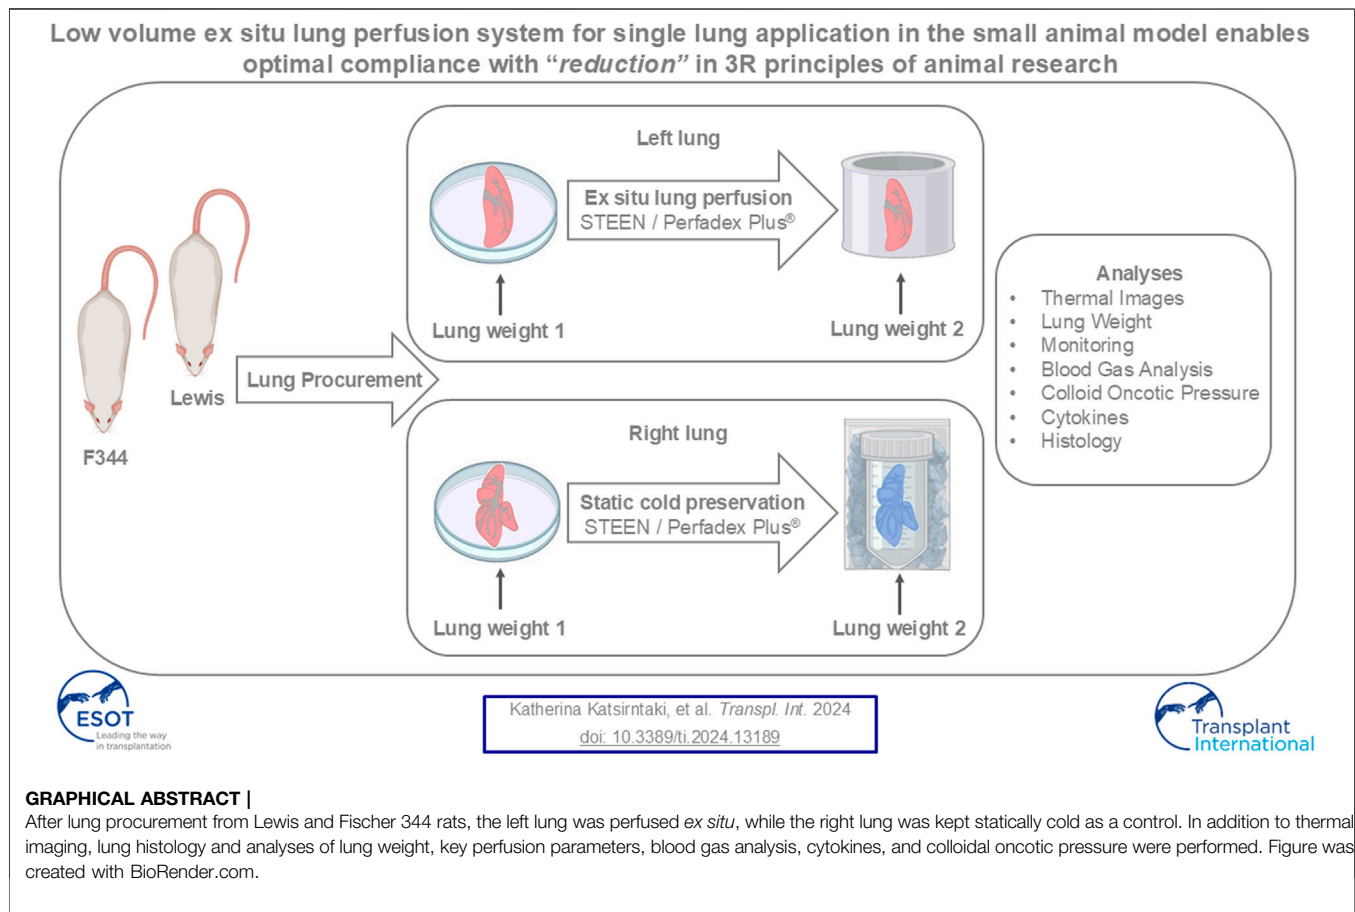 Low volume ex situ lung perfusion system for single lung application in the small animal model enables
optimal compliance with “reduction” in 3R principles of animal research
Left lung
Ex situ lung perfusion
STEEN / Perfadex Plus®
Lung weight 1
Lung weight 2
Lung Procurement
Lewis
F344
Right lung
Static cold preservation
STEEN / Perfadex Plus®
Lung weight 1
Lung weight 2
Analyses
• Thermal Images
• Lung Weight
• Monitoring
• Blood Gas Analysis
• Colloid Oncotic Pressure
• Cytokines
• Histology
ESOT
Leading the way
in transplantation
Katherina Katsirntaki, et al. Transpl. Int. 2024
doi: 10.3389/ti.2024.13189
Transplant
International
GRAPHICAL ABSTRACT |
After lung procurement from Lewis and Fischer 344 rats, the left lung was perfused ex situ, while the right lung was kept statically cold as a control. In addition to thermal
imaging, lung histology and analyses of lung weight, key perfusion parameters, blood gas analysis, cytokines, and colloidal oncotic pressure were performed. Figure was
created with BioRender.com.